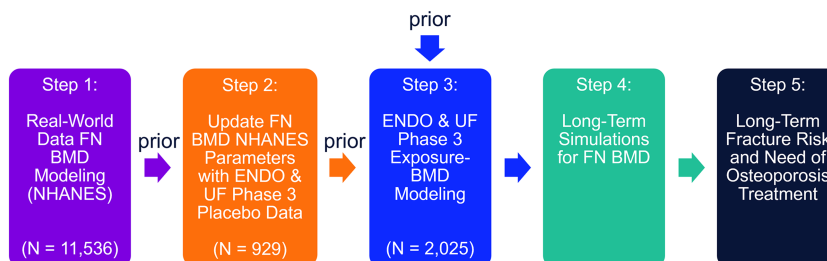 prior
Step 1:
Real-World
Data FN
BMD
Modeling
(NHANES)
(N = 11,536)
prior
Step 2:
Update FN
BMD NHANES
Parameters
with ENDO &
UF Phase 3
Placebo Data
(N = 929)
prior
Step 3:
ENDO & UF
Phase 3
Exposure-
BMD
Modeling
(N = 2,025)
Step 4:
Long-Term
Simulations
for FN BMD
Step 5:
Long-Term
Fracture Risk
and Need of
Osteoporosis
Treatment